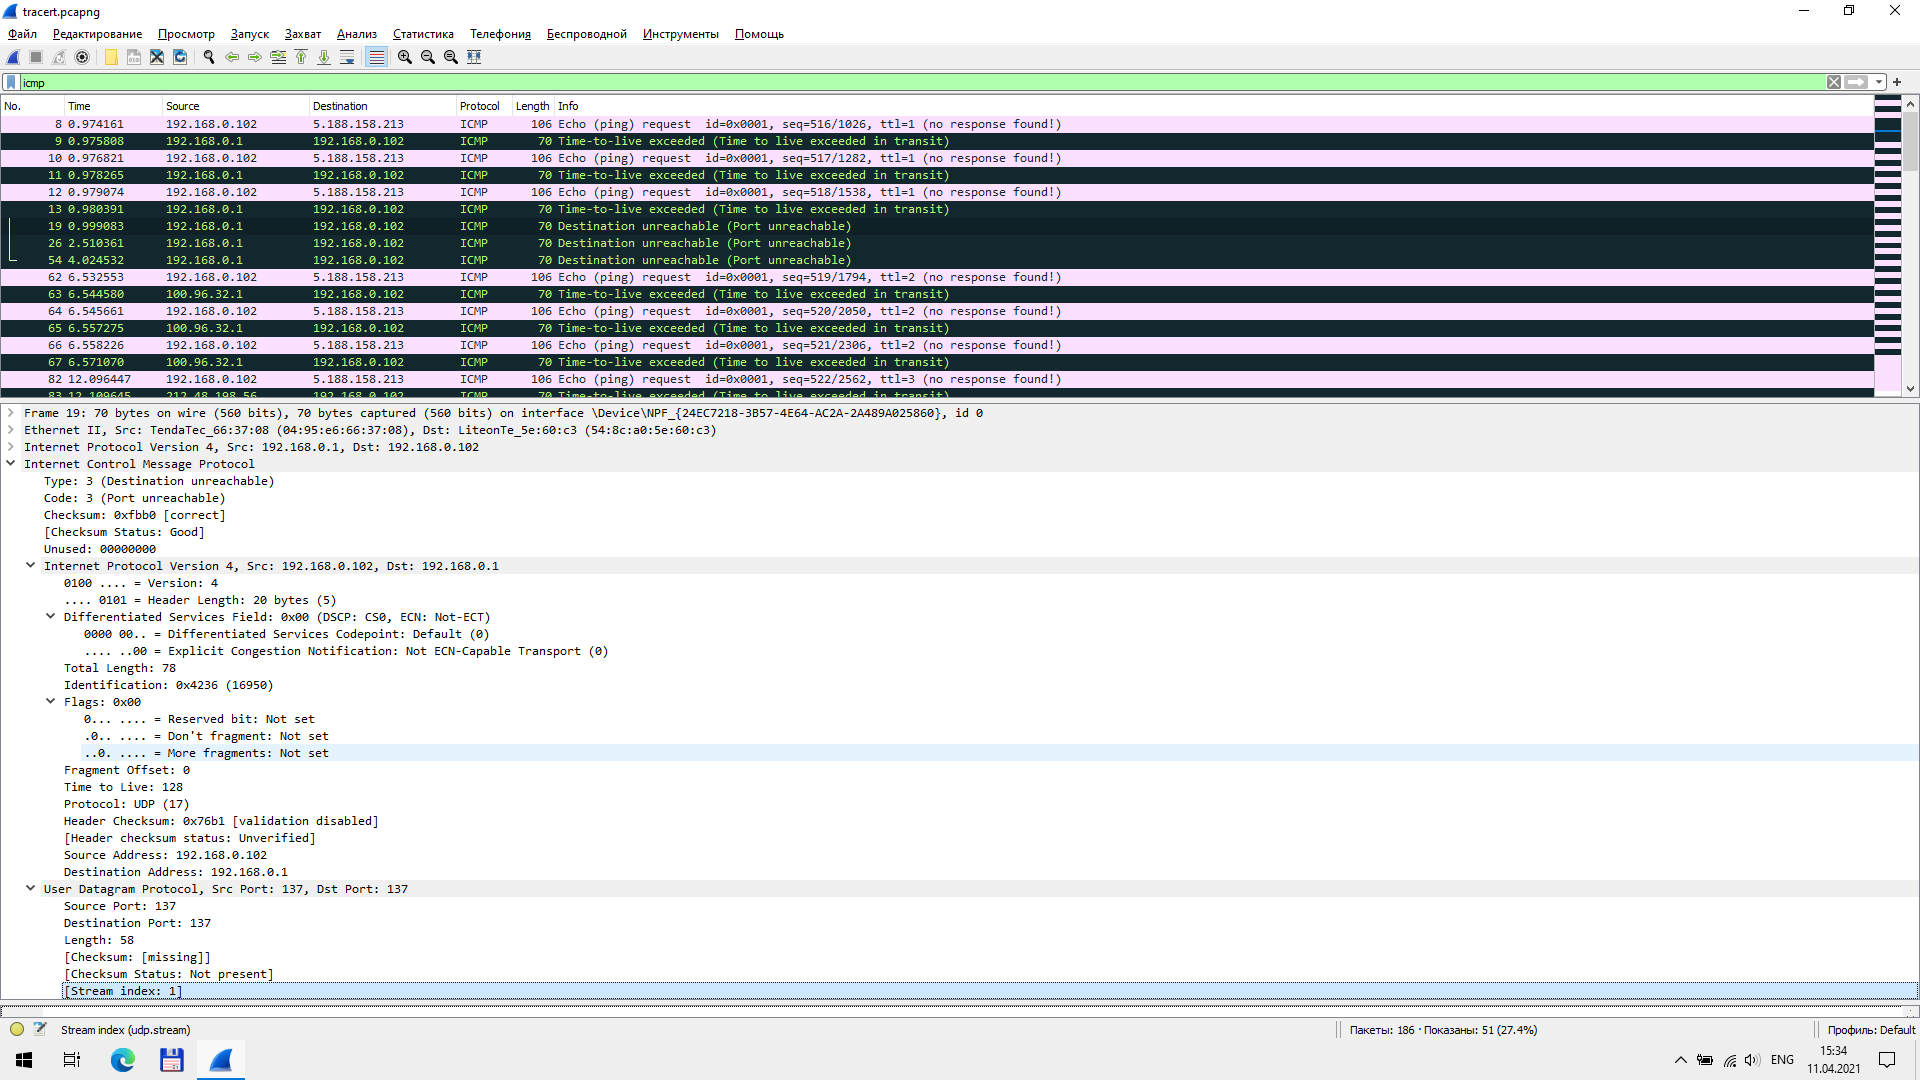 tracert.pcapng
Файл Редактирование Просмотр Запуск Захват Анализ Статистика Телефония Беспроводной Инструменты Помощь
icmp
No. Time Source Destination Protocol Length Info
8 0.974161 192.168.0.102 5.188.158.213 ICMP 106 Echo (ping) request id=0x0001, seq=516/1026, ttl=1 (no response found!)
9 0.975808 192.168.0.1 192.168.0.102 ICMP 70 Time-to-live exceeded (Time to live exceeded in transit)
10 0.976821 192.168.0.102 5.188.158.213 ICMP 106 Echo (ping) request id=0x0001, seq=517/1282, ttl=1 (no response found!)
11 0.978265 192.168.0.1 192.168.0.102 ICMP 70 Time-to-live exceeded (Time to live exceeded in transit)
12 0.979074 192.168.0.102 5.188.158.213 ICMP 106 Echo (ping) request id=0x0001, seq=518/1538, ttl=1 (no response found!)
13 0.980391 192.168.0.1 192.168.0.102 ICMP 70 Time-to-live exceeded (Time to live exceeded in transit)
19 0.999083 192.168.0.1 192.168.0.102 ICMP 70 Destination unreachable (Port unreachable)
26 2.510361 192.168.0.1 192.168.0.102 ICMP 70 Destination unreachable (Port unreachable)
54 4.024532 192.168.0.1 192.168.0.102 ICMP 70 Destination unreachable (Port unreachable)
62 6.532553 192.168.0.102 5.188.158.213 ICMP 106 Echo (ping) request id=0x0001, seq=519/1794, ttl=2 (no response found!)
63 6.544580 100.96.32.1 192.168.0.102 ICMP 70 Time-to-live exceeded (Time to live exceeded in transit)
64 6.545661 192.168.0.102 5.188.158.213 ICMP 106 Echo (ping) request id=0x0001, seq=520/2050, ttl=2 (no response found!)
65 6.557275 100.96.32.1 192.168.0.102 ICMP 70 Time-to-live exceeded (Time to live exceeded in transit)
66 6.558226 192.168.0.102 5.188.158.213 ICMP 106 Echo (ping) request id=0x0001, seq=521/2306, ttl=2 (no response found!)
67 6.571070 100.96.32.1 192.168.0.102 ICMP 70 Time-to-live exceeded (Time to live exceeded in transit)
82 12.096447 192.168.0.102 5.188.158.213 ICMP 106 Echo (ping) request id=0x0001, seq=522/2562, ttl=3 (no response found!)
83 12.109645 212.48.198.56 192.168.0.102 ICMP 70 Time-to-live exceeded (Time to live exceeded in transit)
Frame 19: 70 bytes on wire (560 bits), 70 bytes captured (560 bits) on interface \Device\NPF_{24EC7218-3B57-4E64-AC2A-2A489A025860}, id 0
Ethernet II, Src: TendaTec_66:37:08 (04:95:e6:66:37:08), Dst: LiteonTe_5e:60:c3 (54:8c:a0:5e:60:c3)
Internet Protocol Version 4, Src: 192.168.0.1, Dst: 192.168.0.102
Internet Control Message Protocol
Type: 3 (Destination unreachable)
Code: 3 (Port unreachable)
Checksum: 0xfbb0 [correct]
[Checksum Status: Good]
Unused: 00000000
Internet Protocol Version 4, Src: 192.168.0.102, Dst: 192.168.0.1
0100 .... = Version: 4
.... 0101 = Header Length: 20 bytes (5)
Differentiated Services Field: 0x00 (DSCP: CS0, ECN: Not-ECT)
0000 00.. = Differentiated Services Codepoint: Default (0)
.... ..00 = Explicit Congestion Notification: Not ECN-Capable Transport (0)
Total Length: 78
Identification: 0x4236 (16950)
Flags: 0x00
0... .... = Reserved bit: Not set
.0.. .... = Don't fragment: Not set
..0. .... = More fragments: Not set
Fragment Offset: 0
Time to Live: 128
Protocol: UDP (17)
Header Checksum: 0x76b1 [validation disabled]
[Header checksum status: Unverified]
Source Address: 192.168.0.102
Destination Address: 192.168.0.1
User Datagram Protocol, Src Port: 137, Dst Port: 137
Source Port: 137
Destination Port: 137
Length: 58
[Checksum: [missing]]
[Checksum Status: Not present]
[Stream index: 1]
Stream index (udp.stream) Пакеты: 186 · Показаны: 51 (27.4%) Профиль: Default
ENG 15:34
11.04.2021